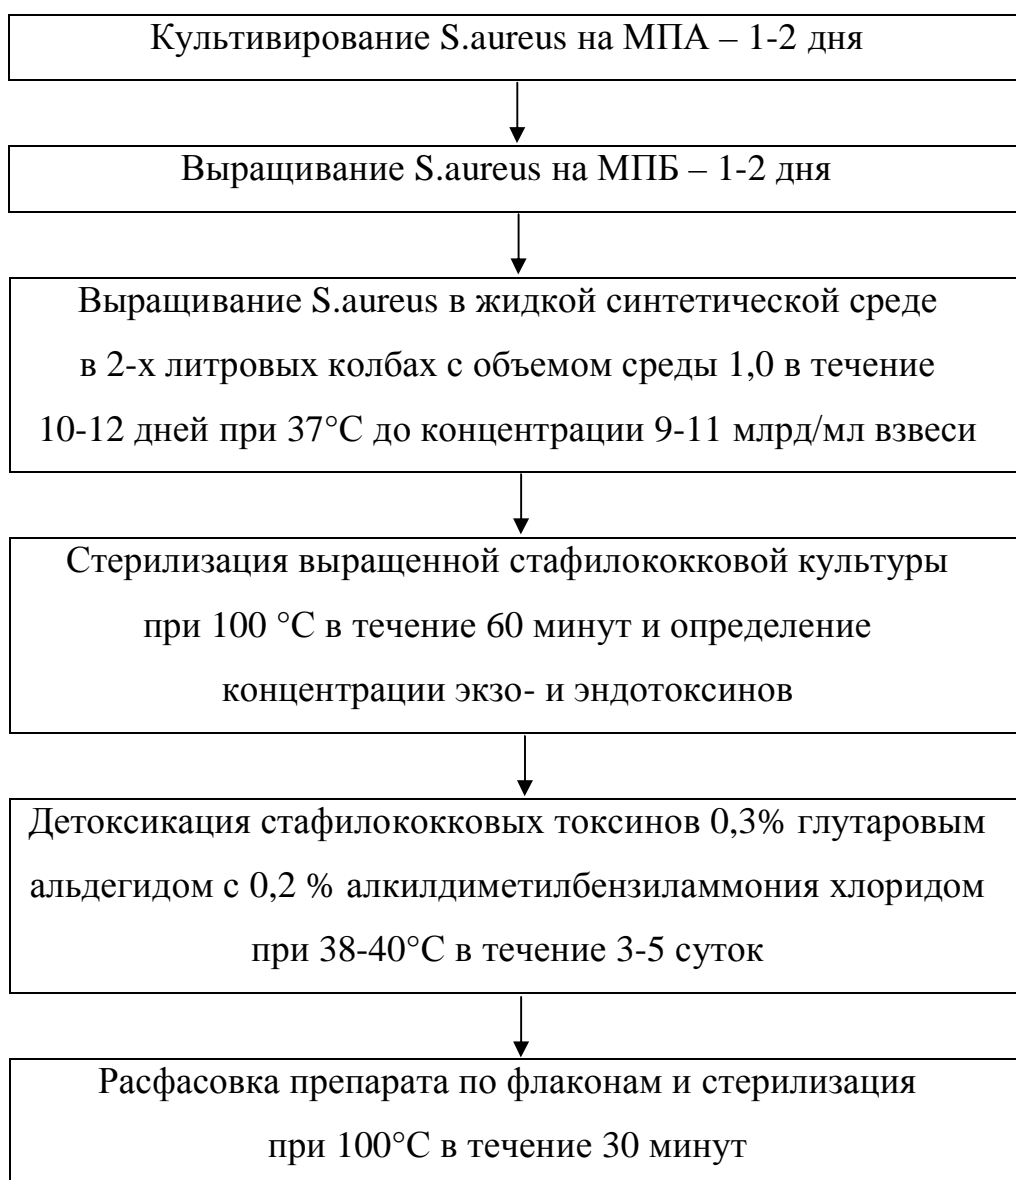 Культивирование S.aureus на МПА – 1-2 дня
Выращивание S.aureus на МПБ – 1-2 дня
Выращивание S.aureus в жидкой синтетической среде
в 2-х литровых колбах с объемом среды 1,0 в течение
10-12 дней при 37°С до концентрации 9-11 млрд/мл взвеси
Стерилизация выращенной стафилококковой культуры
при 100 °С в течение 60 минут и определение
концентрации экзо- и эндотоксинов
Детоксикация стафилококковых токсинов 0,3% глутаровым
альдегидом с 0,2 % алкилдиметилбензиламмония хлоридом
при 38-40°С в течение 3-5 суток
Расфасовка препарата по флаконам и стерилизация
при 100°С в течение 30 минут